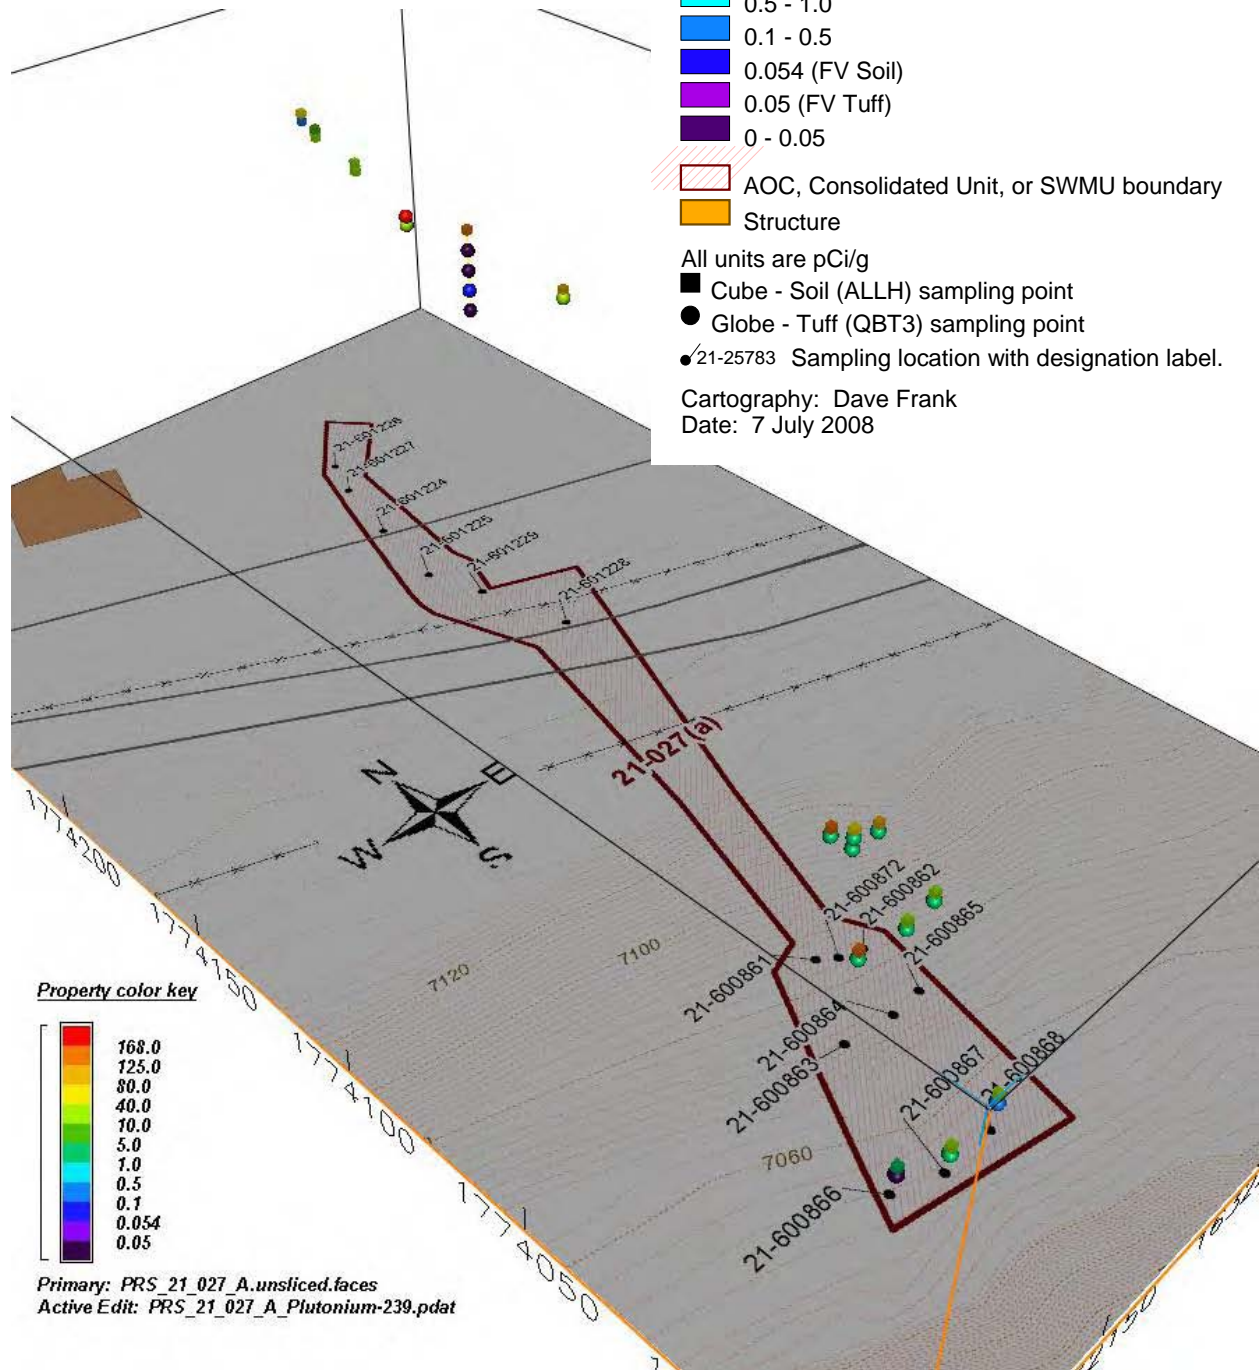 0.5 - 1.0
0.1 - 0.5
0.054 (FV Soil)
0.05 (FV Tuff)
0 - 0.05
AOC, Consolidated Unit, or SWMU boundary
Structure
All units are pCi/g
Cube - Soil (ALLH) sampling point
Globe - Tuff (QBT3) sampling point
21-25783 Sampling location with designation label.
Cartography: Dave Frank
Date: 7 July 2008
21-601226
21-601227
21-601224
21-601225
21-601229
21-601228
21-027(a)
N
E
W
S
1774200
1774150
1774100
1774050
7120
7100
7060
21-600872
21-600862
21-600865
21-600861
21-600864
21-600863
21-600867
21-600868
21-600866
Property color key
168.0
125.0
80.0
40.0
10.0
5.0
1.0
0.5
0.1
0.054
0.05
Primary: PRS_21_027_A.unsliced.faces
Active Edit: PRS_21_027_A_Plutonium-239.pdat